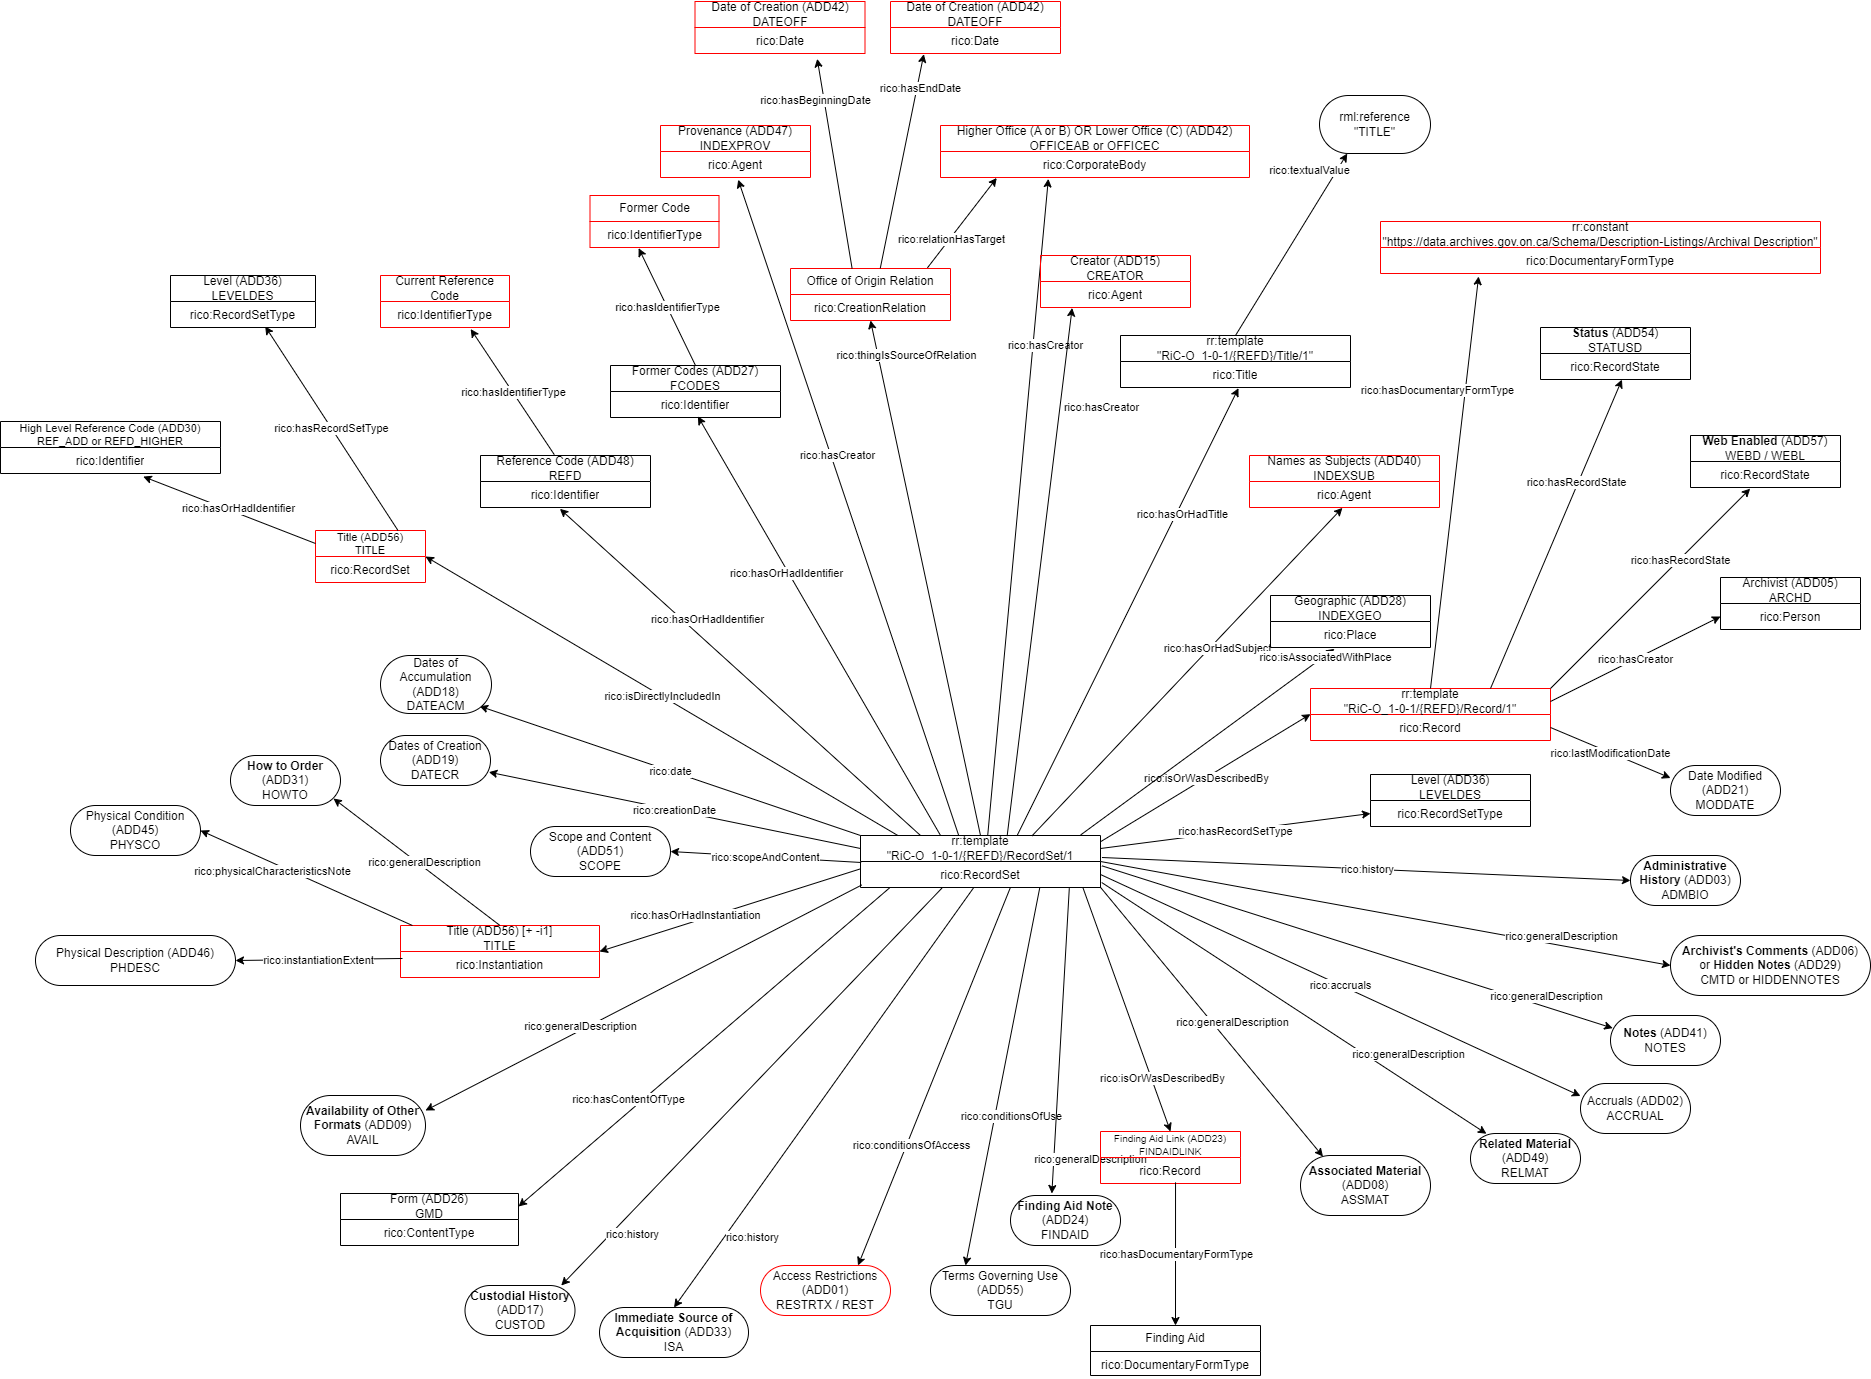 Date of Creation (ADD42)
DATEOFF
rico:Date
Date of Creation (ADD42)
DATEOFF
rico:Date
rico:hasBeginningDate
rico:hasEndDate
Provenance (ADD47)
INDEXPROV
rico:Agent
Higher Office (A or B) OR Lower Office (C) (ADD42)
OFFICEAB or OFFICEC
rico:CorporateBody
rml:reference
"TITLE"
rico:textualValue
Former Code
rico:IdentifierType
rico:relationHasTarget
rr:constant
"https://data.archives.gov.on.ca/Schema/Description-Listings/Archival Description"
rico:DocumentaryFormType
Level (ADD36)
LEVELDES
rico:RecordSetType
Current Reference
Code
rico:IdentifierType
rico:hasIdentifierType
Office of Origin Relation
rico:CreationRelation
Creator (ADD15)
CREATOR
rico:Agent
rico:thingIsSourceOfRelation
rico:hasCreator
rr:template
"RiC-O_1-0-1/{REFD}/Title/1"
rico:Title
Status (ADD54)
STATUSD
rico:RecordState
rico:hasIdentifierType
Former Codes (ADD27)
FCODES
rico:Identifier
rico:hasCreator
rico:hasDocumentaryFormType
High Level Reference Code (ADD30)
REF_ADD or REFD_HIGHER
rico:Identifier
rico:hasRecordSetType
Reference Code (ADD48)
REFD
rico:Identifier
rico:hasCreator
Names as Subjects (ADD40)
INDEXSUB
rico:Agent
rico:hasRecordState
Web Enabled (ADD57)
WEBD / WEBL
rico:RecordState
rico:hasOrHadIdentifier
rico:hasOrHadTitle
Title (ADD56)
TITLE
rico:RecordSet
rico:hasOrHadIdentifier
rico:hasRecordState
Archivist (ADD05)
ARCHD
rico:Person
Geographic (ADD28)
INDEXGEO
rico:Place
rico:hasOrHadIdentifier
rico:hasOrHadSubject
rico:isAssociatedWithPlace
rico:hasCreator
Dates of
Accumulation
(ADD18)
DATEACM
rico:isDirectlyIncludedIn
rr:template
"RiC-O_1-0-1/{REFD}/Record/1"
rico:Record
rico:lastModificationDate
Dates of Creation
(ADD19)
DATECR
rico:date
rico:isOrWasDescribedBy
Date Modified
(ADD21)
MODDATE
How to Order
(ADD31)
HOWTO
rico:creationDate
Level (ADD36)
LEVELDES
rico:RecordSetType
Physical Condition
(ADD45)
PHYSCO
Scope and Content
(ADD51)
SCOPE
rico:scopeAndContent
rr:template
"RiC-O_1-0-1/{REFD}/RecordSet/1
rico:RecordSet
rico:hasRecordSetType
rico:generalDescription
rico:physicalCharacteristicsNote
rico:history
Administrative
History (ADD03)
ADMBIO
rico:hasOrHadInstantiation
Title (ADD56) [+ -i1]
TITLE
rico:Instantiation
Physical Description (ADD46)
PHDESC
rico:instantiationExtent
rico:generalDescription
Archivist's Comments (ADD06)
or Hidden Notes (ADD29)
CMTD or HIDDENNOTES
rico:accruals
rico:generalDescription
rico:generalDescription
rico:generalDescription
Notes (ADD41)
NOTES
rico:generalDescription
rico:isOrWasDescribedBy
rico:hasContentOfType
Availability of Other
Formats (ADD09)
AVAIL
rico:conditionsOfUse
Accruals (ADD02)
ACCRUAL
rico:conditionsOfAccess
rico:generalDescription
Finding Aid Link (ADD23)
FINDAIDLINK
rico:Record
Related Material
(ADD49)
RELMAT
Associated Material
(ADD08)
ASSMAT
Form (ADD26)
GMD
rico:ContentType
Finding Aid Note
(ADD24)
FINDAID
rico:history
rico:history
rico:hasDocumentaryFormType
Custodial History
(ADD17)
CUSTOD
Immediate Source of
Acquisition (ADD33)
ISA
Access Restrictions
(ADD01)
RESTRTX / REST
Terms Governing Use
(ADD55)
TGU
Finding Aid
rico:DocumentaryFormType